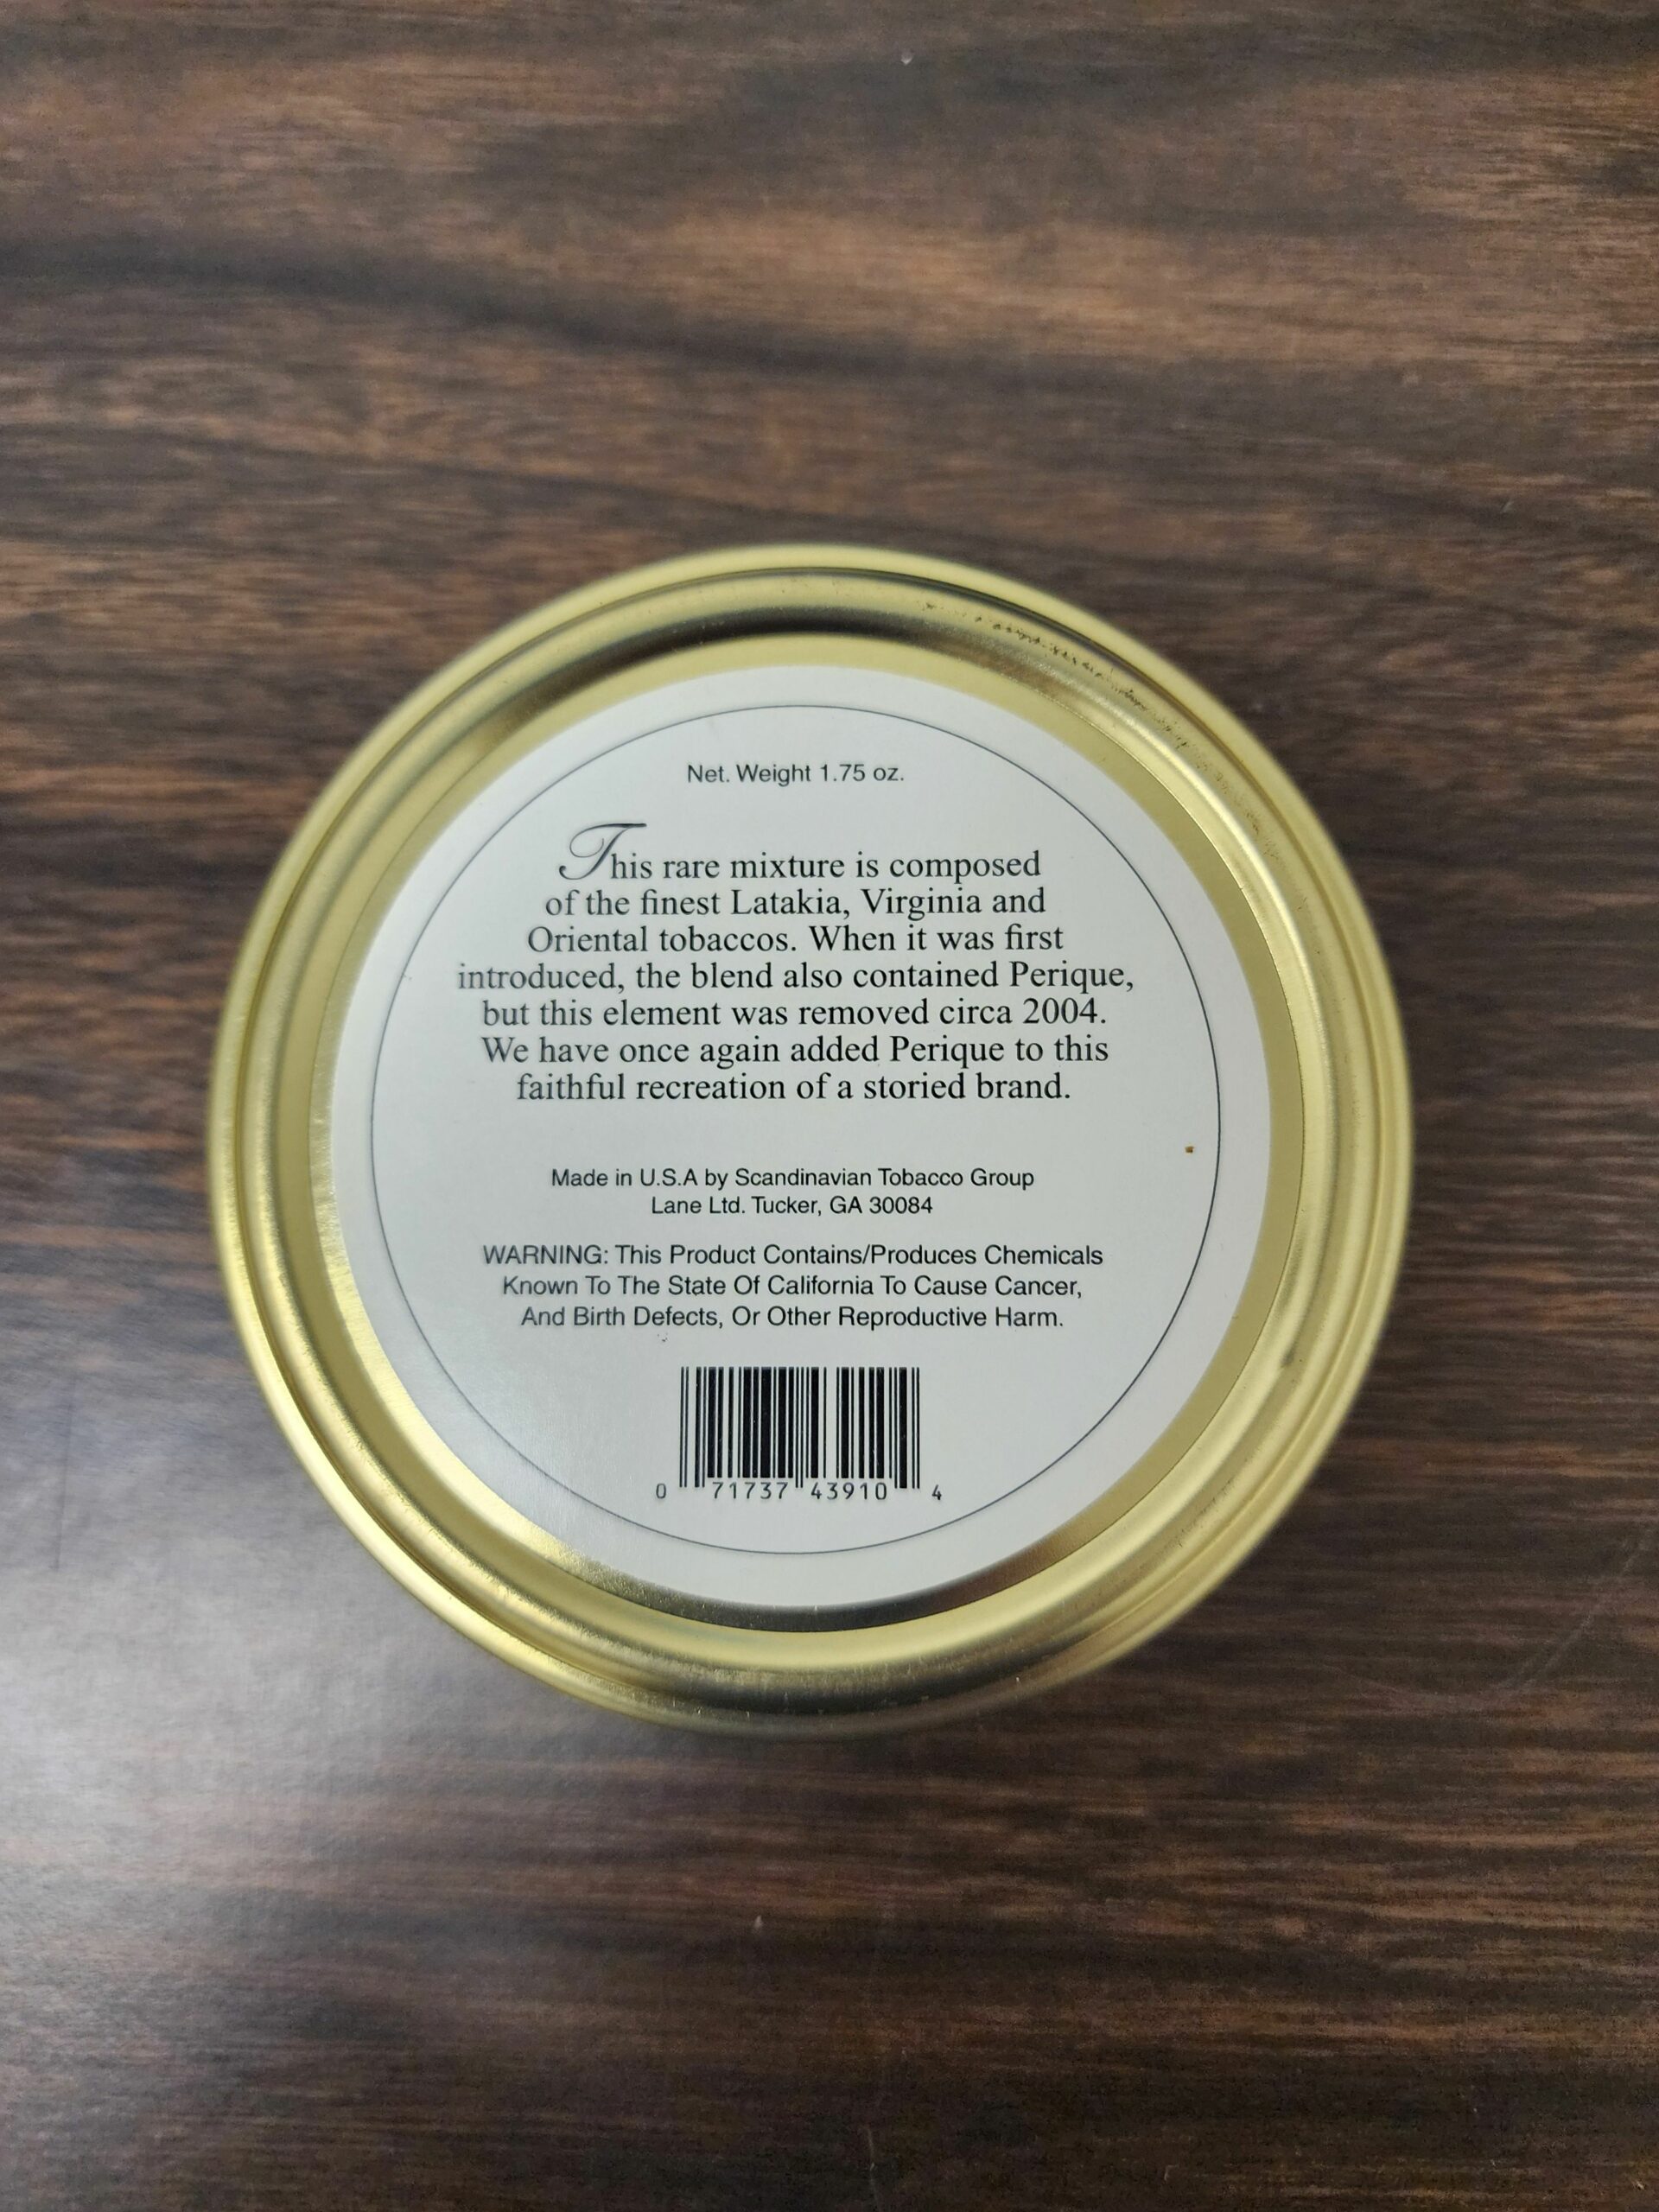 Net. Weight 1.75 oz.
This rare mixture is composed
of the finest Latakia, Virginia and
Oriental tobaccos. When it was first
introduced, the blend also contained Perique,
but this element was removed circa 2004.
We have once again added Perique to this
faithful recreation of a storied brand.
Made in U.S.A by Scandinavian Tobacco Group
Lane Ltd. Tucker, GA 30084
WARNING: This Product Contains/Produces Chemicals
Known To The State Of California To Cause Cancer,
And Birth Defects, Or Other Reproductive Harm.
0 71737 43910 4